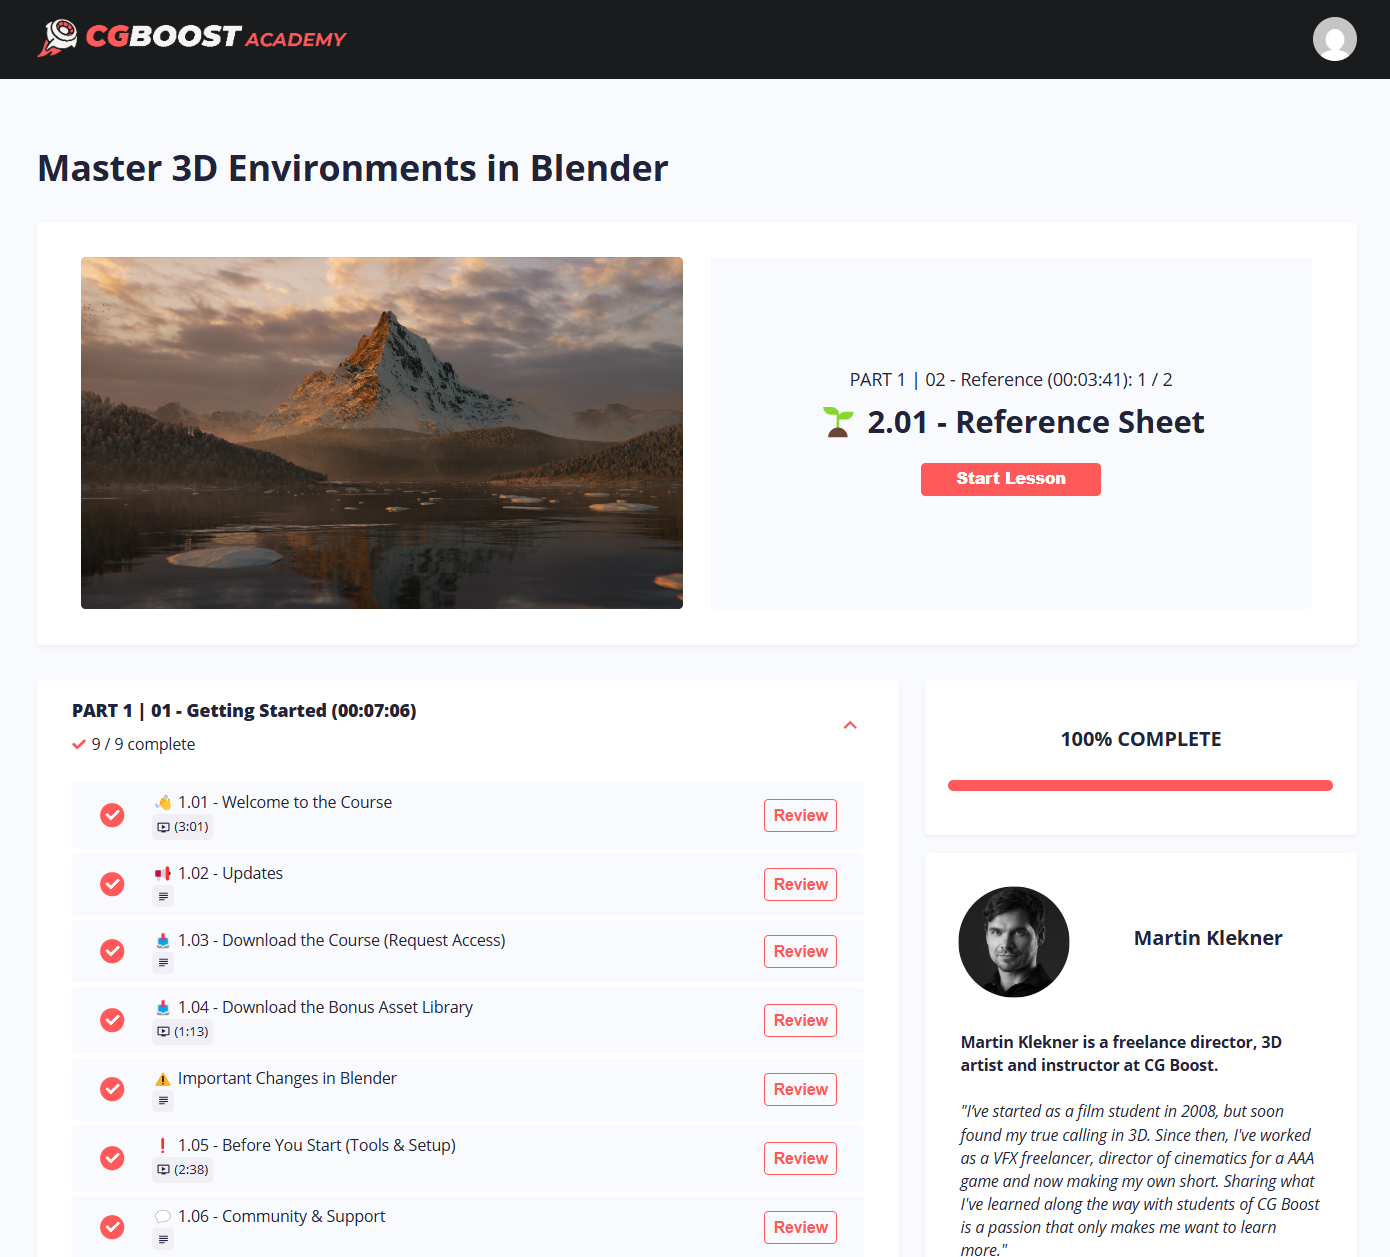 CGBOOST ACADEMY
Master 3D Environments in Blender
PART 1 | 02 - Reference (00:03:41): 1 / 2
2.01 - Reference Sheet
Start Lesson
PART 1 | 01 - Getting Started (00:07:06)
9 / 9 complete
1.01 - Welcome to the Course
(3:01)
Review
1.02 - Updates
Review
1.03 - Download the Course (Request Access)
Review
1.04 - Download the Bonus Asset Library
(1:13)
Review
Important Changes in Blender
Review
1.05 - Before You Start (Tools & Setup)
(2:38)
Review
1.06 - Community & Support
Review
100% COMPLETE
Martin Klekner
Martin Klekner is a freelance director, 3D
artist and instructor at CG Boost.
"I’ve started as a film student in 2008, but soon
found my true calling in 3D. Since then, I've worked
as a VFX freelancer, director of cinematics for a AAA
game and now making my own short. Sharing what
I've learned along the way with students of CG Boost
is a passion that only makes me want to learn
more."